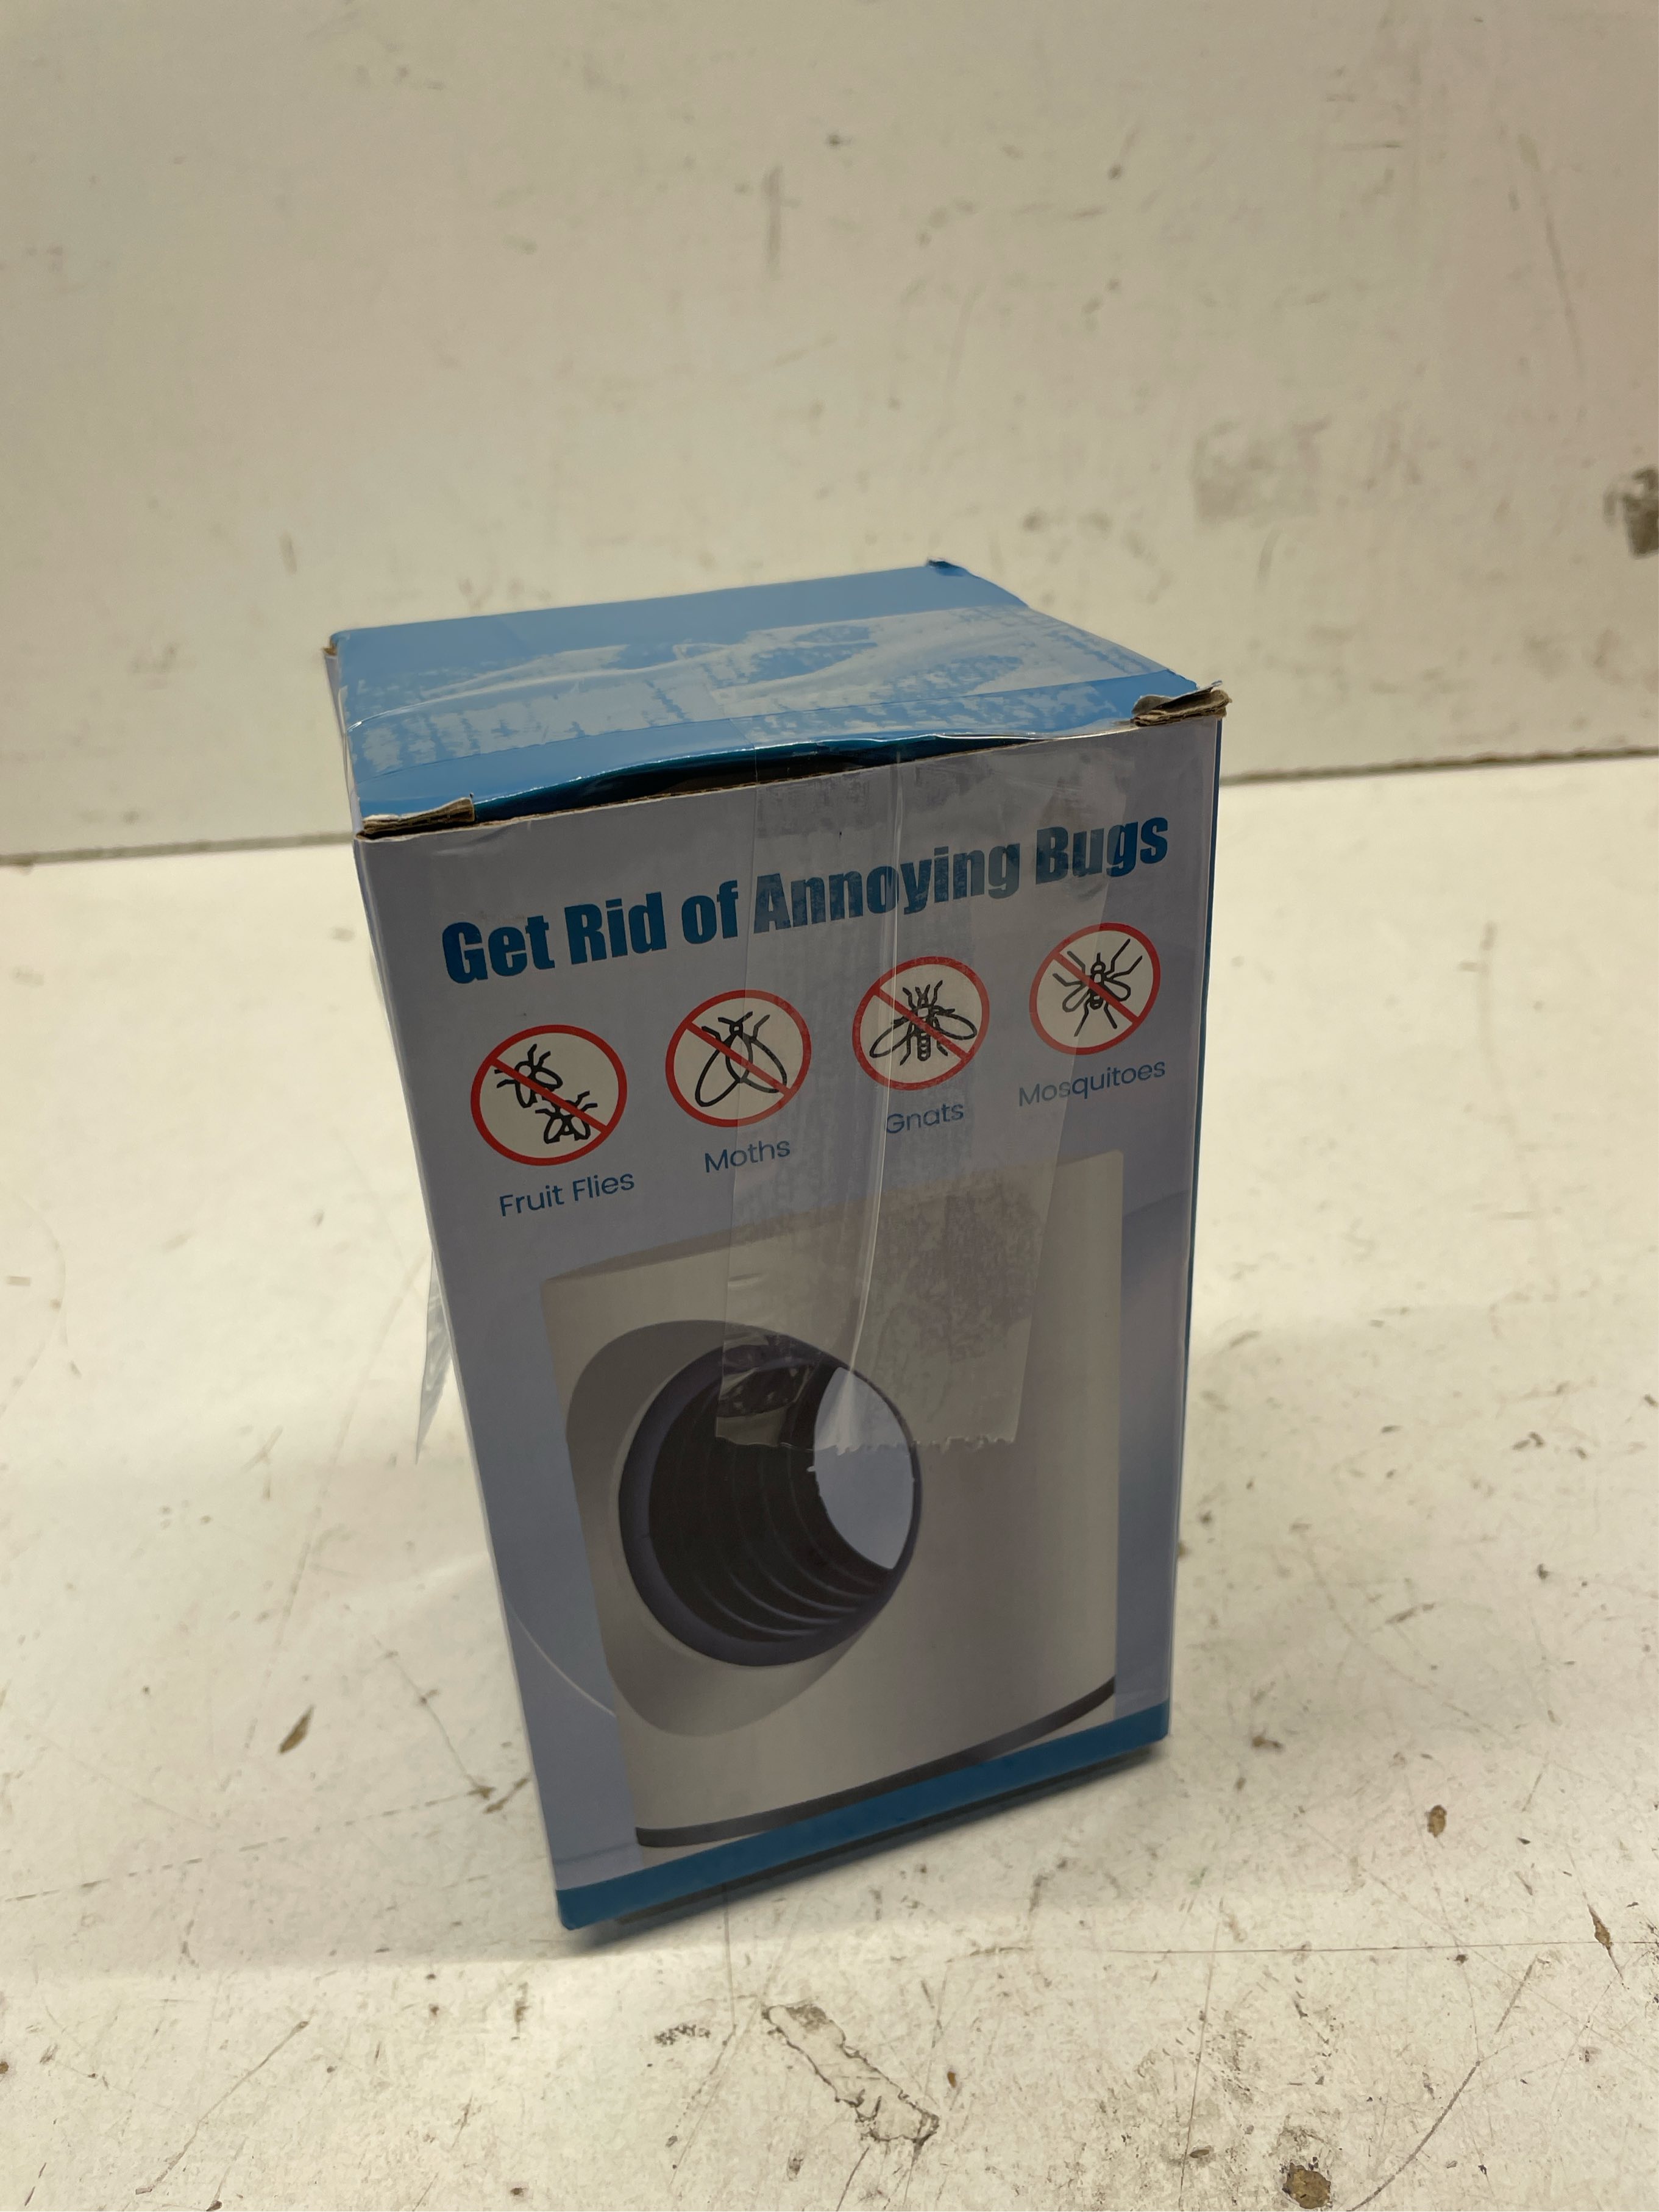 Get Rid of Annoying Bugs
Fruit Flies
Moths
Gnats
Mosquitoes